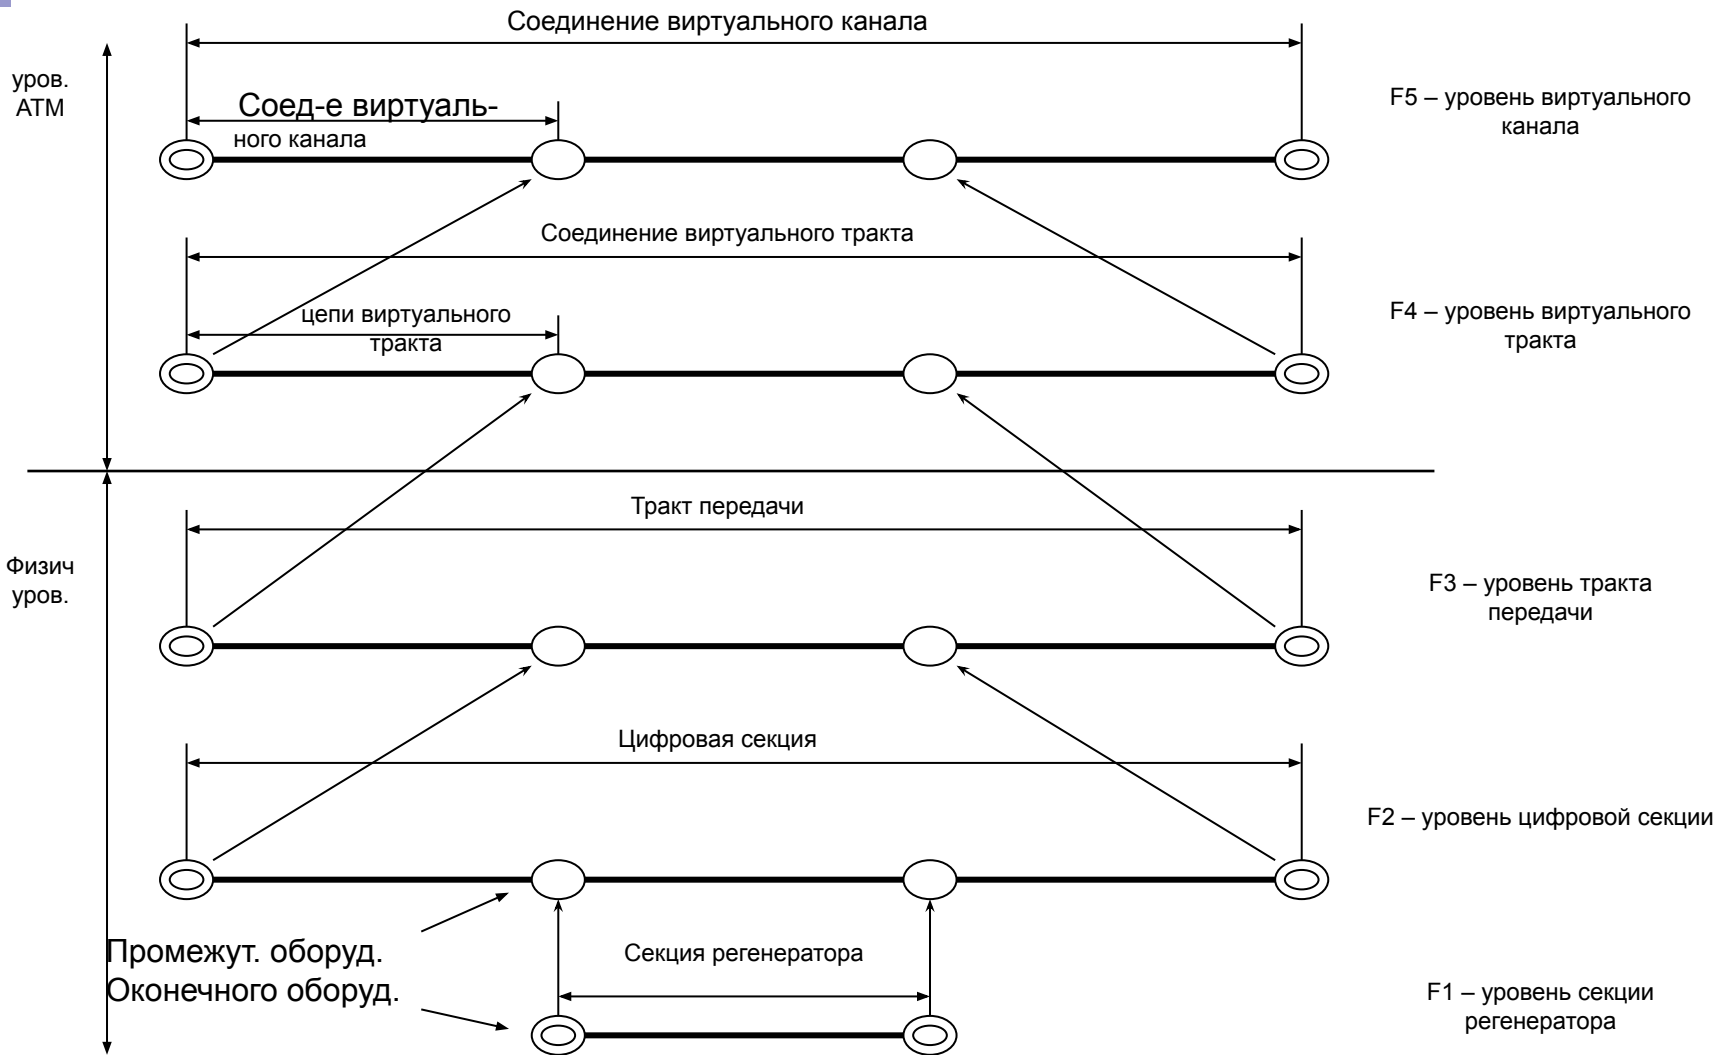 Соединение виртуального канала
уров.
АТМ
Соед-е виртуаль-
ного канала
F5 – уровень виртуального
канала
Соединение виртуального тракта
цепи виртуального
тракта
F4 – уровень виртуального
тракта
Тракт передачи
Физич
уров.
F3 – уровень тракта
передачи
Цифровая секция
F2 – уровень цифровой секции
Промежут. оборуд.
Оконечного оборуд.
Секция регенератора
F1 – уровень секции
регенератора